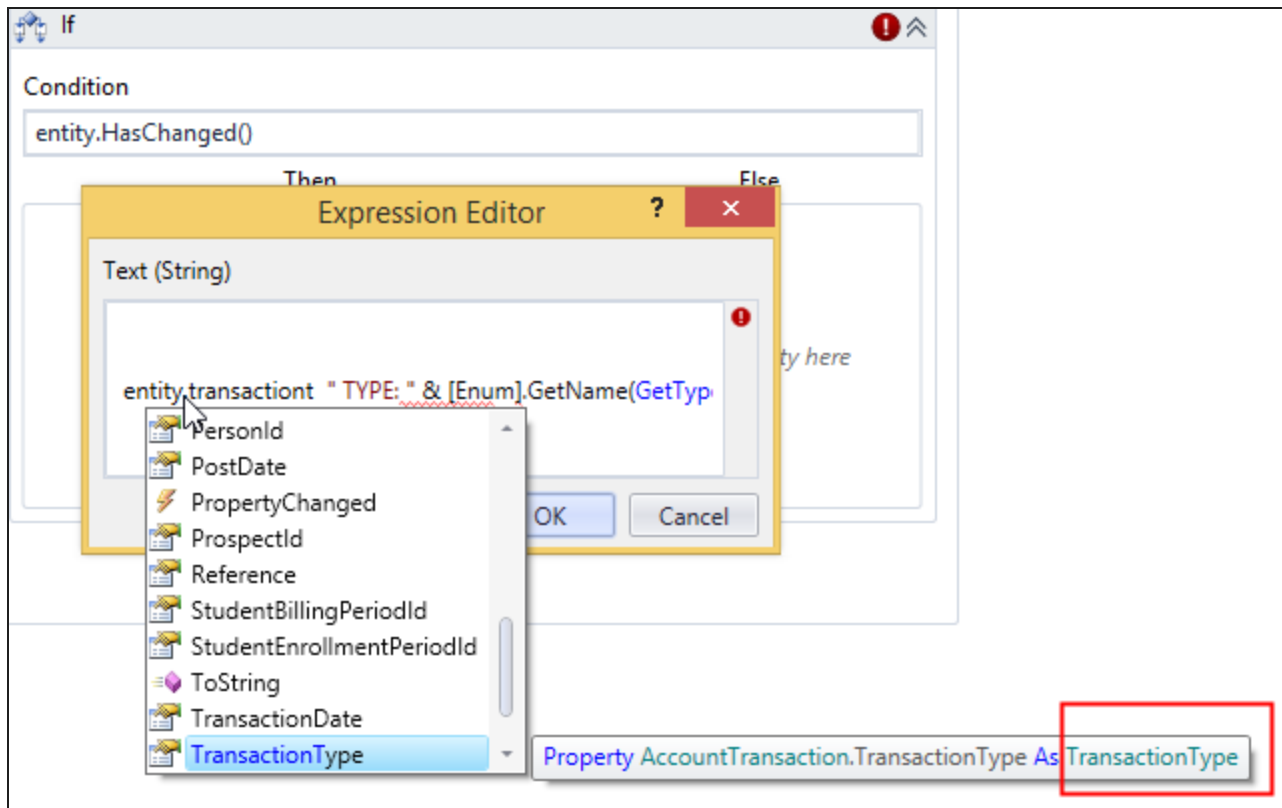 If
Condition
entity.HasChanged()
Then
Else
Expression Editor
?
Text (String)
ty here
entity.transactiont " TYPE: " & [Enum].GetName(GetTyp
PersonId
PostDate
PropertyChanged
ProspectId
OK
Cancel
Reference
StudentBillingPeriodId
StudentEnrollmentPeriodId
ToString
TransactionDate
TransactionType
Property AccountTransaction.TransactionType As TransactionType